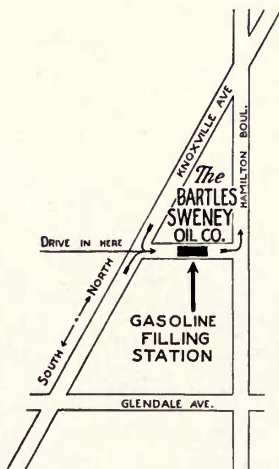 KNOXVILLE AVE
HAMILTON BOUL.
The
BARTLES
SWENEY
OIL CO.
DRIVE IN HERE
NORTH
SOUTH
GASOLINE
FILLING
STATION
GLENDALE AVE.